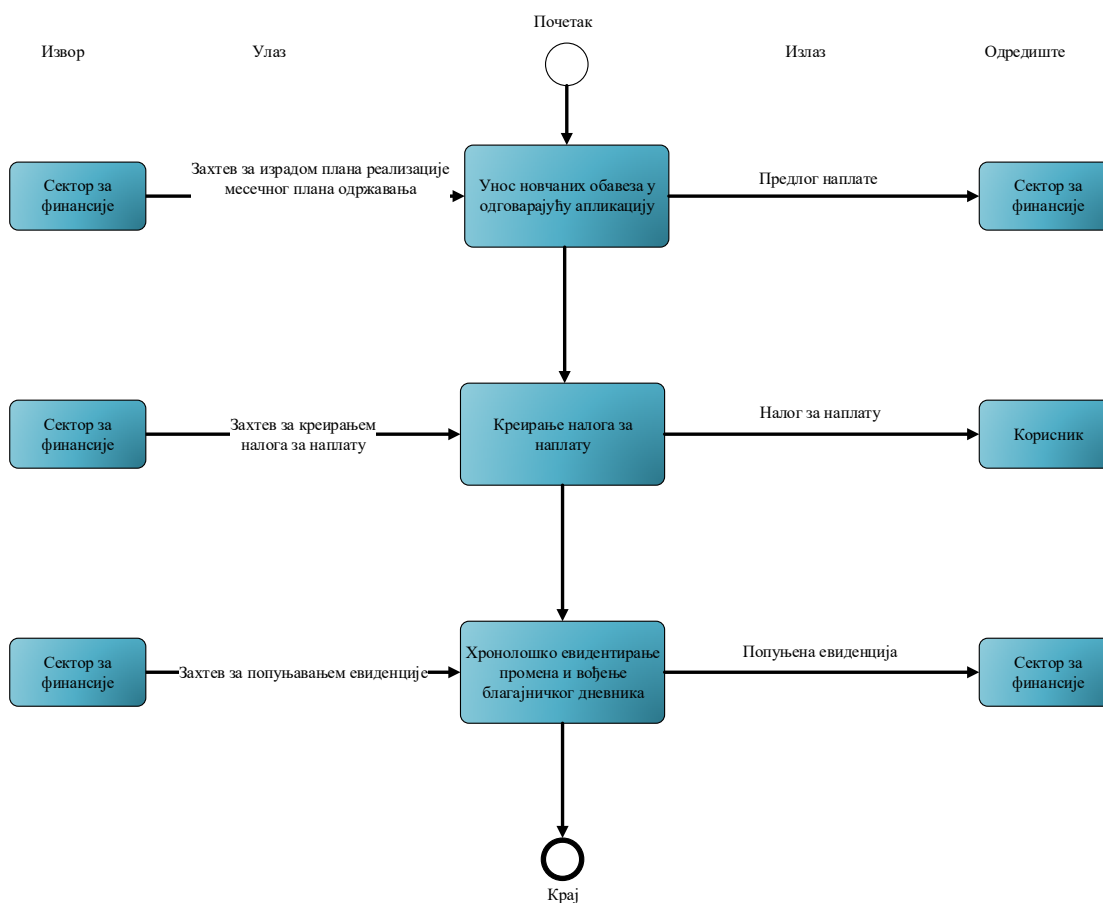 Почетак
Извор
Улаз
Излаз
Одредиште
Сектор за
финансије
Захтев за израдом плана реализације
месечног плана одржавања
Унос новчаних обавеза у
одговарајућу апликацију
Предлог наплате
Сектор за
финансије
Сектор за
финансије
Захтев за креирањем
налога за наплату
Креирање налога за
наплату
Налог за наплату
Корисник
Сектор за
финансије
Захтев за попуњавањем евиденције
Хронолошко евидентирање
промена и вођење
благајничког дневника
Попуњена евиденција
Сектор за
финансије
Крај